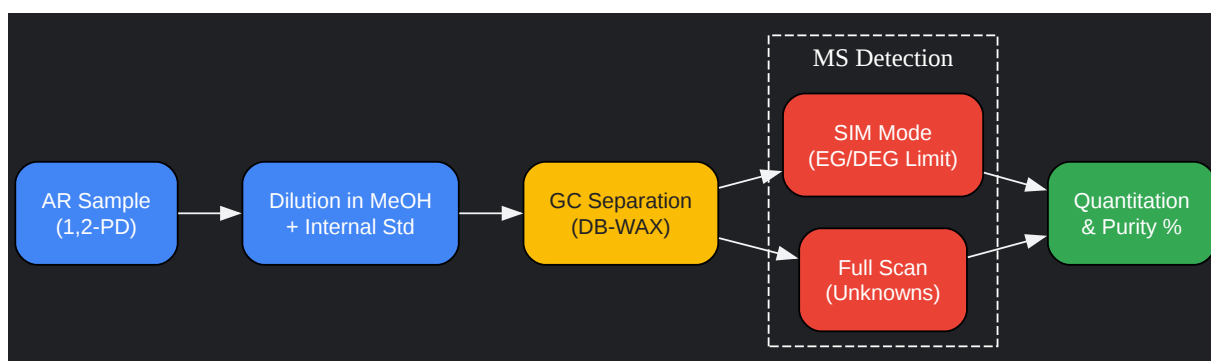 AR Sample
(1,2-PD)
Dilution in MeOH
+ Internal Std
GC Separation
(DB-WAX)
MS Detection
SIM Mode
(EG/DEG Limit)
Full Scan
(Unknowns)
Quantitation
& Purity %